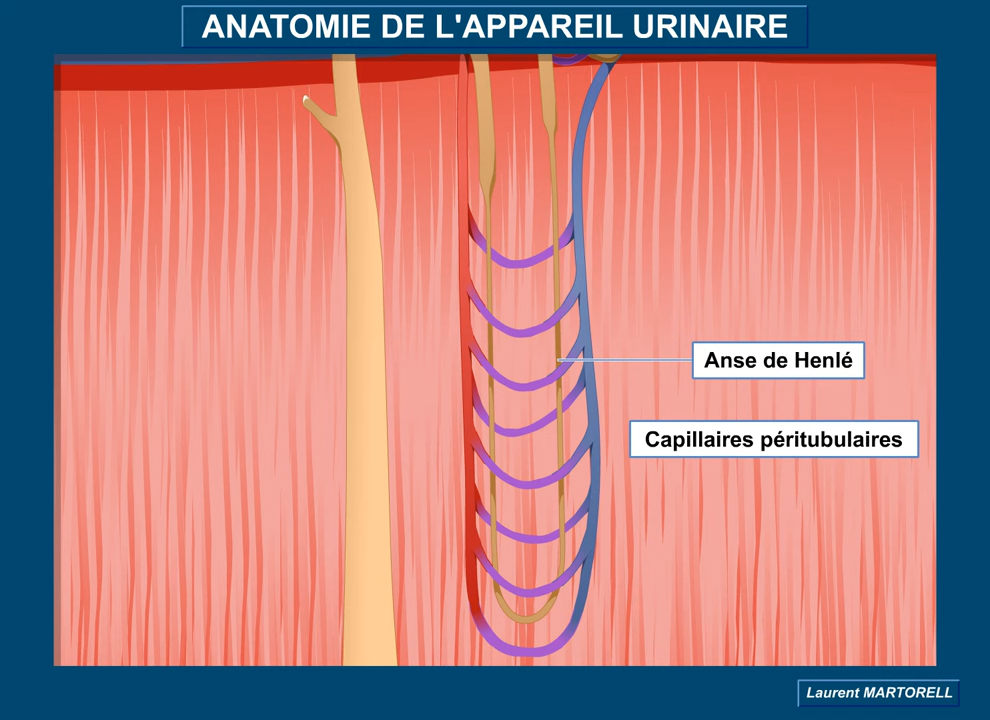 ANATOMIE DE L'APPAREIL URINAIRE
Anse de Henlé
Capillaires péritubulaires
Laurent MARTORELL